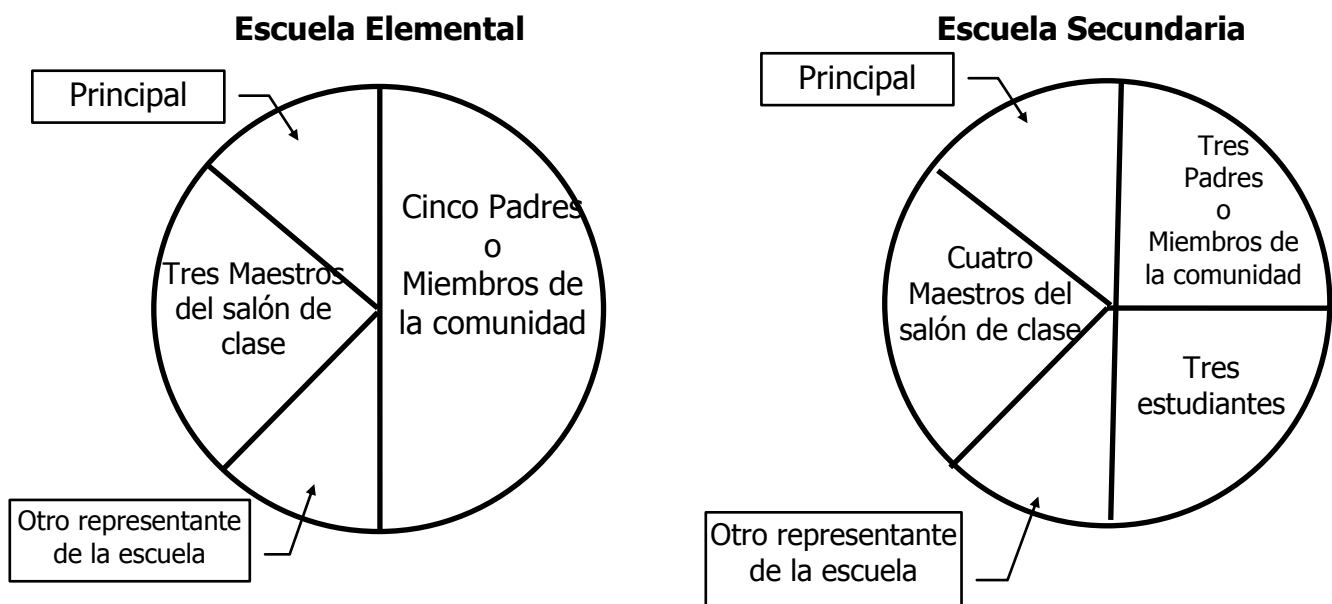 Escuela Elemental
Principal
Cinco Padres
o
Miembros de
la comunidad
Tres Maestros
del salón de
clase
Otro representante
de la escuela
Escuela Secundaria
Principal
Tres
Padres
o
Miembros de
la comunidad
Cuatro
Maestros del
salón de clase
Tres
estudiantes
Otro representante
de la escuela